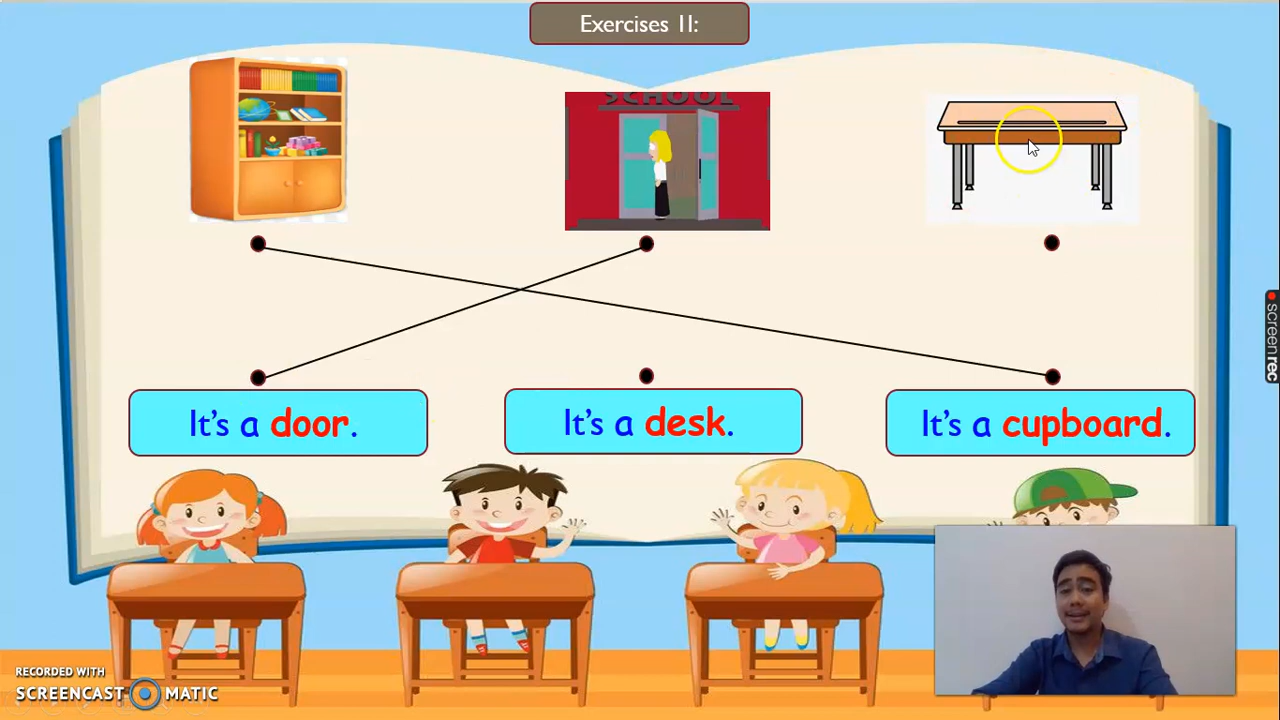 Exercises II:
SCHOOL
It's a door.
It's a desk.
It's a cupboard.
RECORDED WITH
SCREENCAST MATIC
screenrec